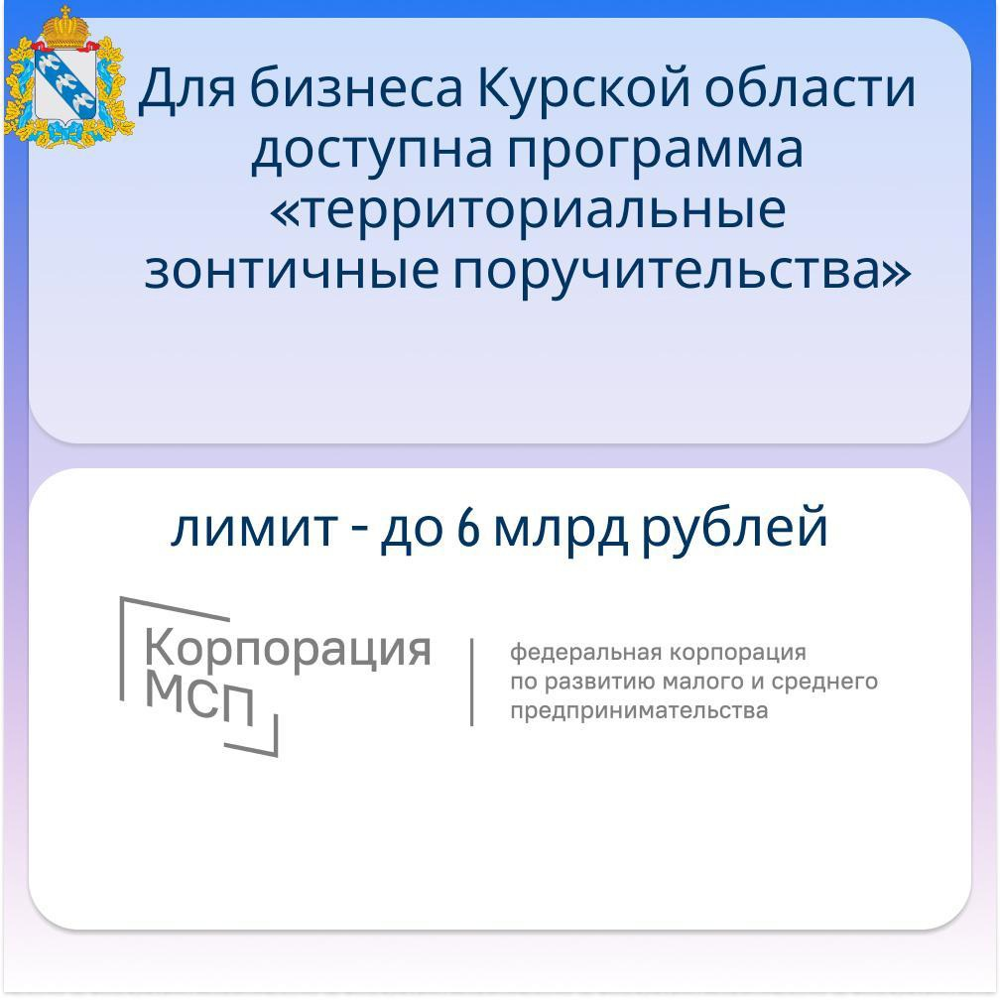 Для бизнеса Курской области
доступна программа
«территориальные
зонтичные поручительства»
лимит - до 6 млрд рублей
Корпорация
МСП
федеральная корпорация
по развитию малого и среднего
предпринимательства